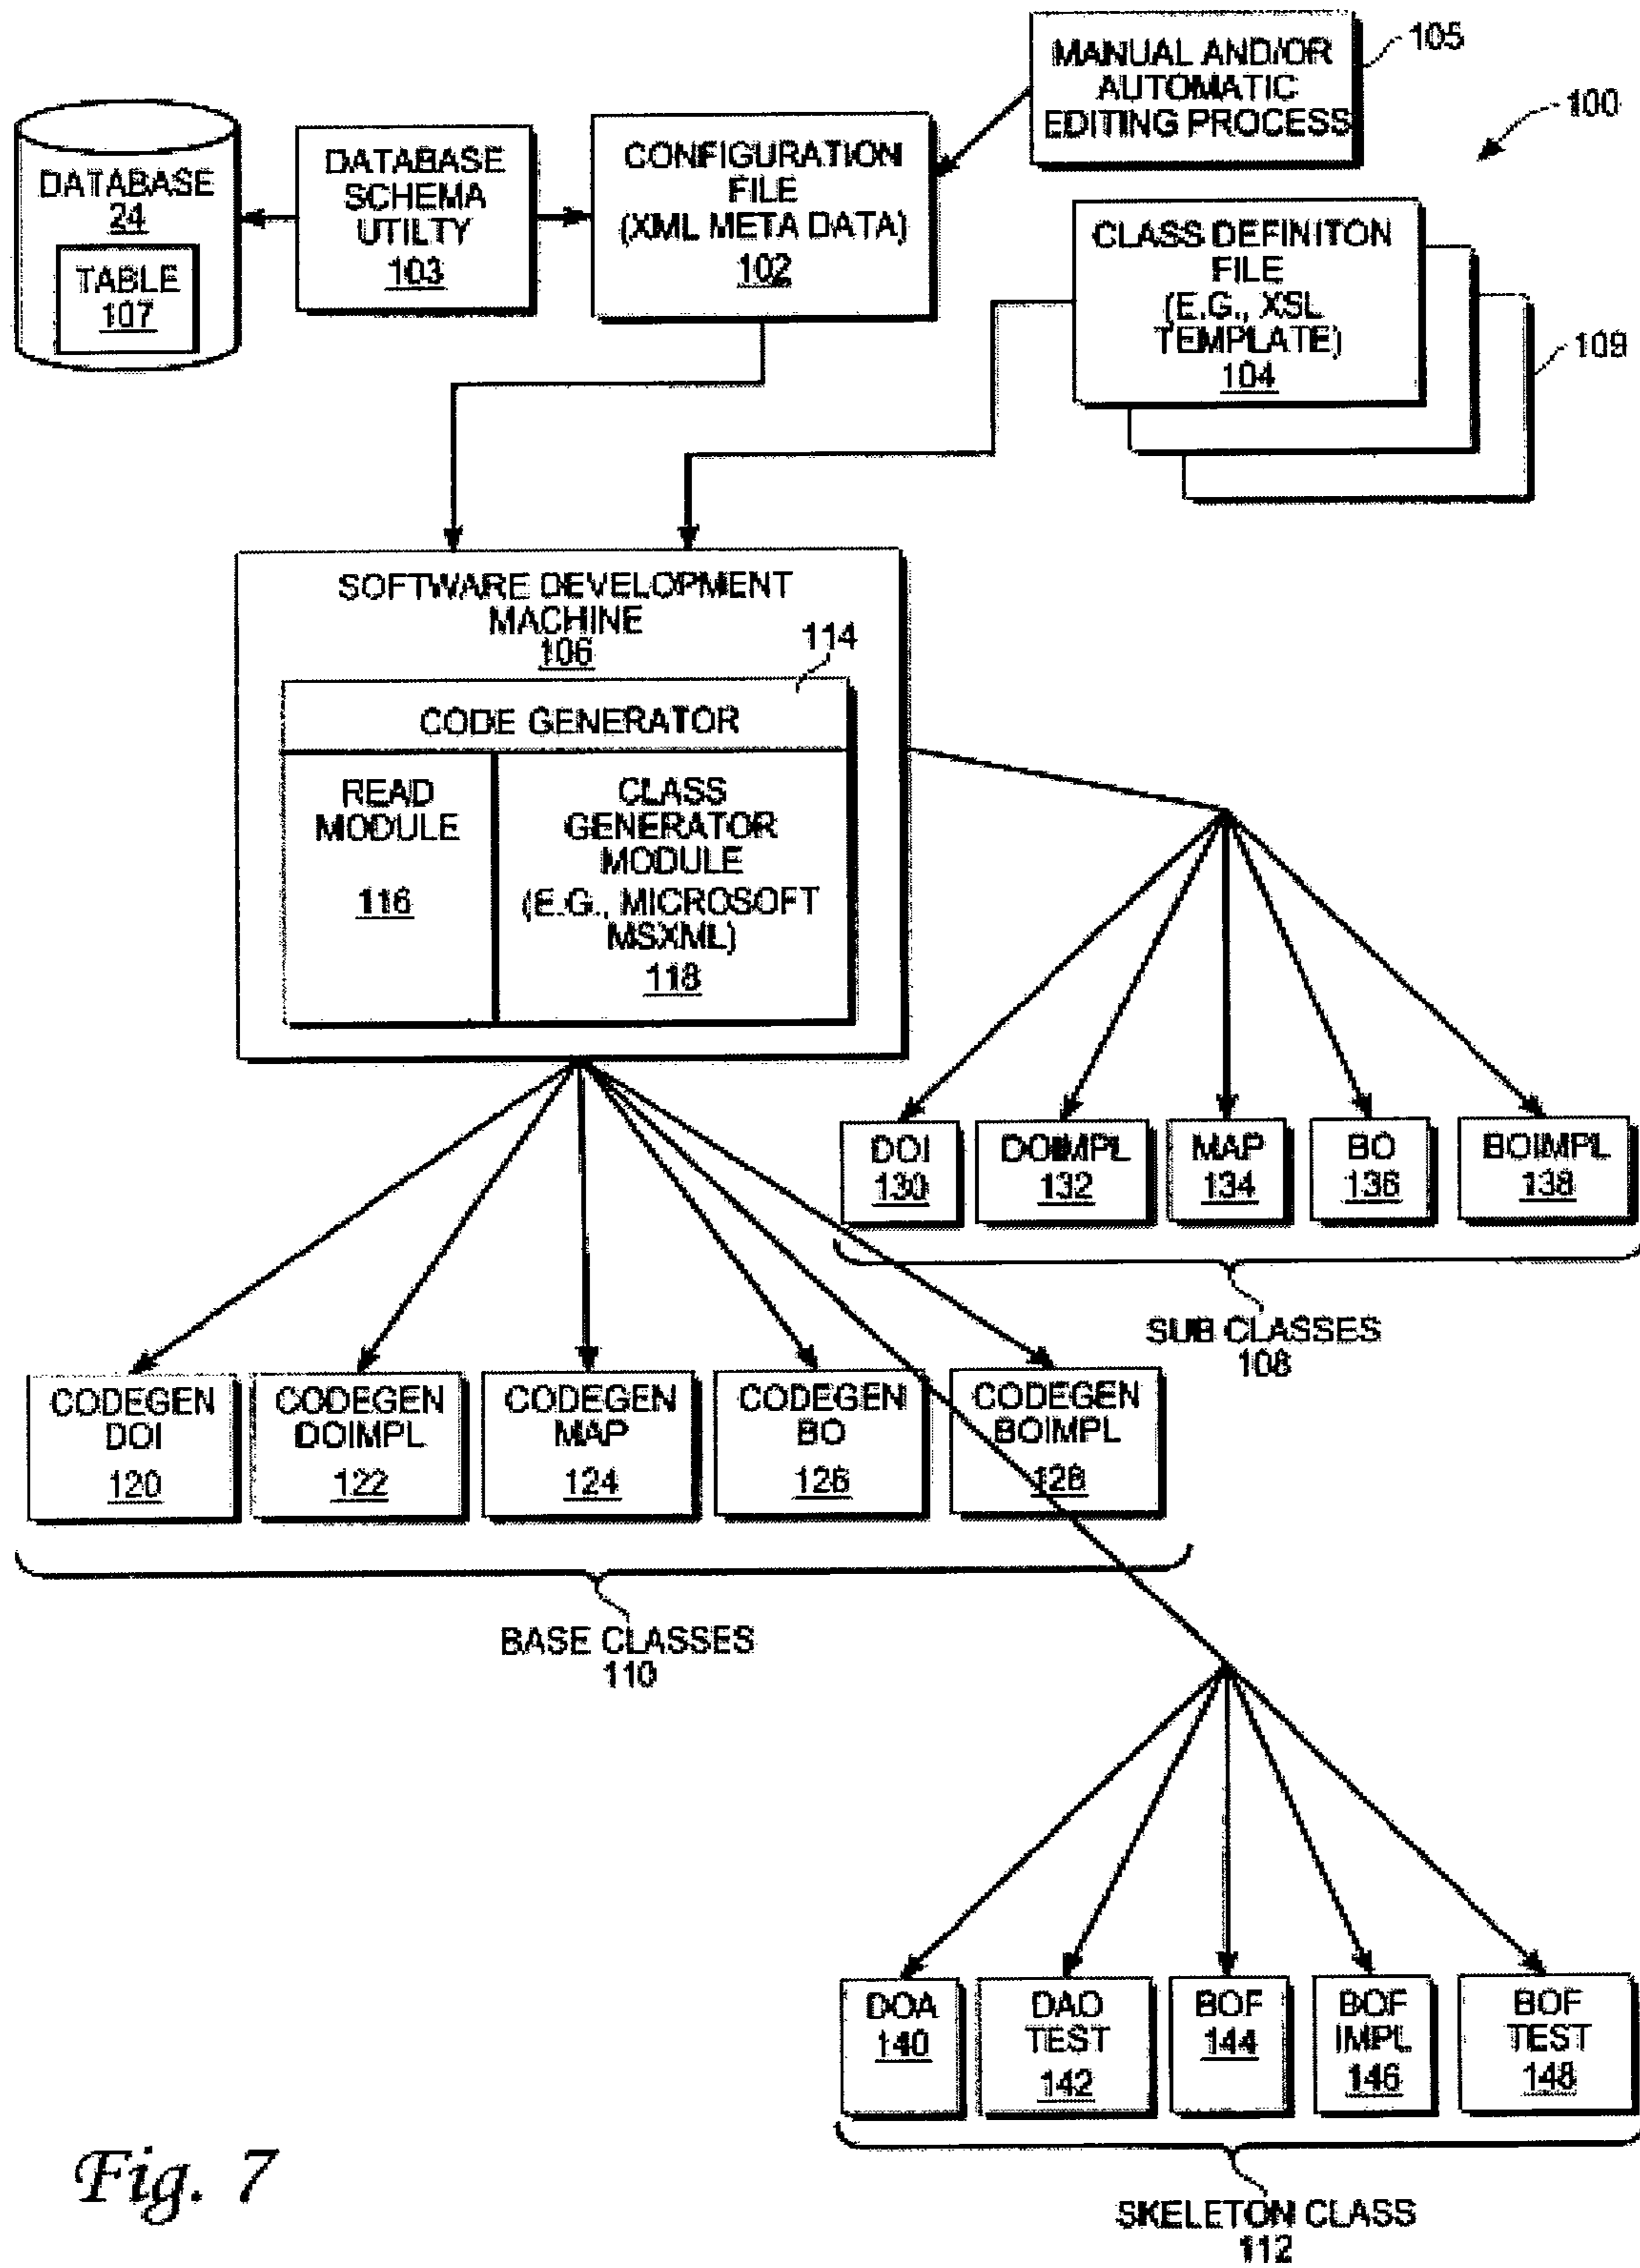 MANUAL AND/OR
AUTOMATIC
EDITING PROCESS
105
100
DATABASE
24
TABLE
107
DATABASE
SCHEMA
UTILTY
103
CONFIGURATION
FILE
(XML META DATA)
102
CLASS DEFINITON
FILE
(E.G., XSL
TEMPLATE)
104
109
SOFTWARE DEVELOPMENT
MACHINE
106
114
CODE GENERATOR
READ
MODULE
116
CLASS
GENERATOR
MODULE
(E.G., MICROSOFT
MSXML)
118
DOI
130
DOIMPL
132
MAP
134
BO
136
BOIMPL
138
SUB CLASSES
108
CODEGEN
DOI
120
CODEGEN
DOIMPL
122
CODEGEN
MAP
124
CODEGEN
BO
126
CODEGEN
BOIMPL
128
BASE CLASSES
110
DOA
140
DAO
TEST
142
BOF
144
BOF
IMPL
146
BOF
TEST
148
SKELETON CLASS
112
Fig. 7